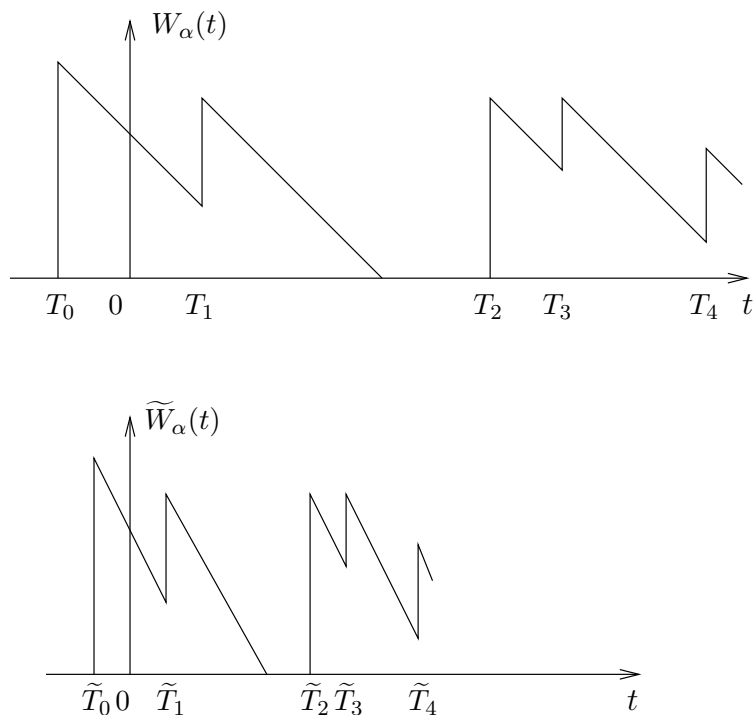 W_α(t)
T_0 0 T_1 T_2 T_3 T_4 t
W̃_α(t)
T̃_0 0 T̃_1 T̃_2 T̃_3 T̃_4 t